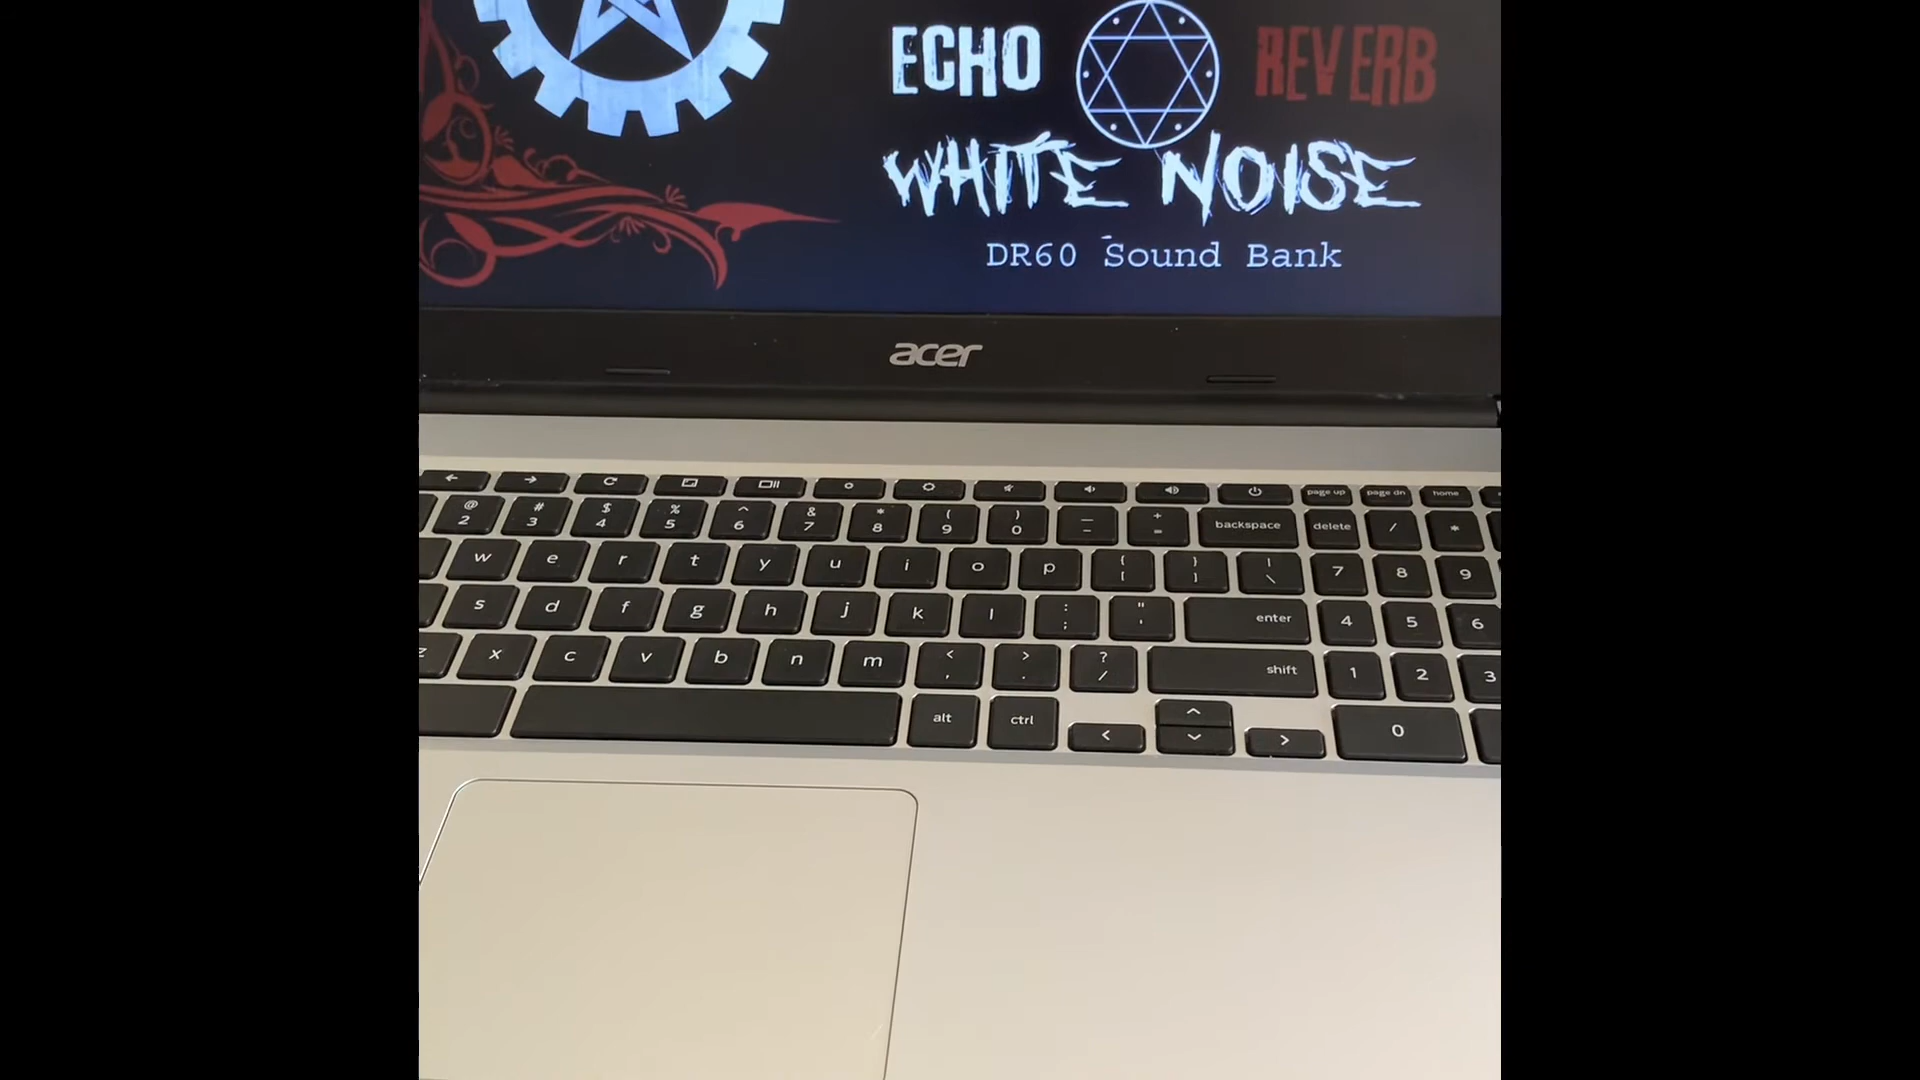 ECHO REVERB
WHITE NOISE
DR60 Sound Bank
acer
page up page dn home
@ # $ % ^ & * ( ) _ +
2 3 4 5 6 7 8 9 0 - = backspace delete / *
w e r t y u i o p { [ } ] | \ 7 8 9
s d f g h j k l : ; " ' enter 4 5 6
z x c v b n m < , > . ? / shift 1 2 3
alt ctrl < ^ > 0